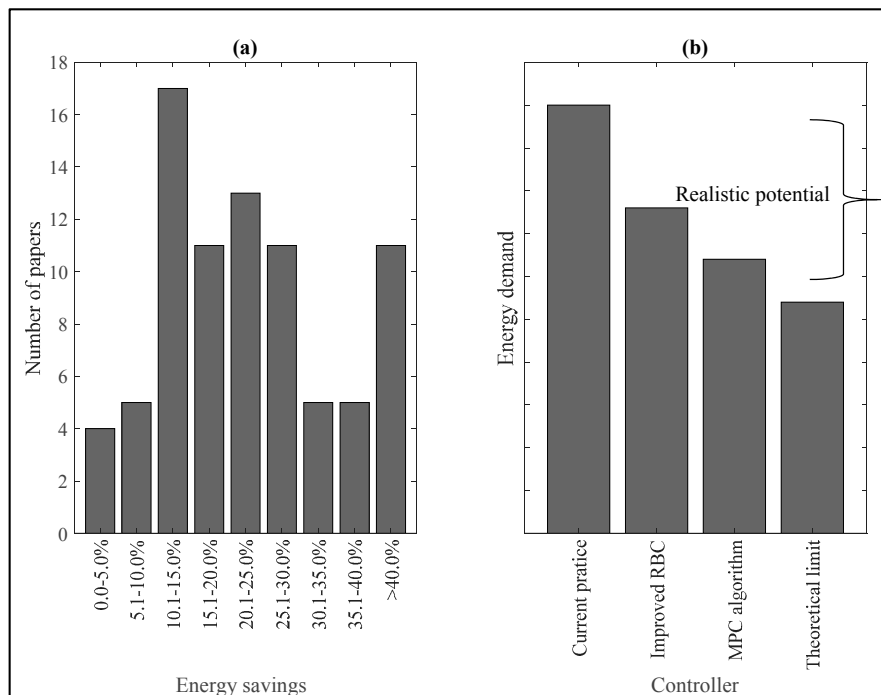 (a)
18
16
14
12
10
8
6
4
2
0
Number of papers
0.0-5.0%
5.1-10.0%
10.1-15.0%
15.1-20.0%
20.1-25.0%
25.1-30.0%
30.1-35.0%
35.1-40.0%
>40.0%
Energy savings
(b)
Realistic potential
Energy demand
Current pratice
Improved RBC
MPC algorithm
Theoretical limit
Controller